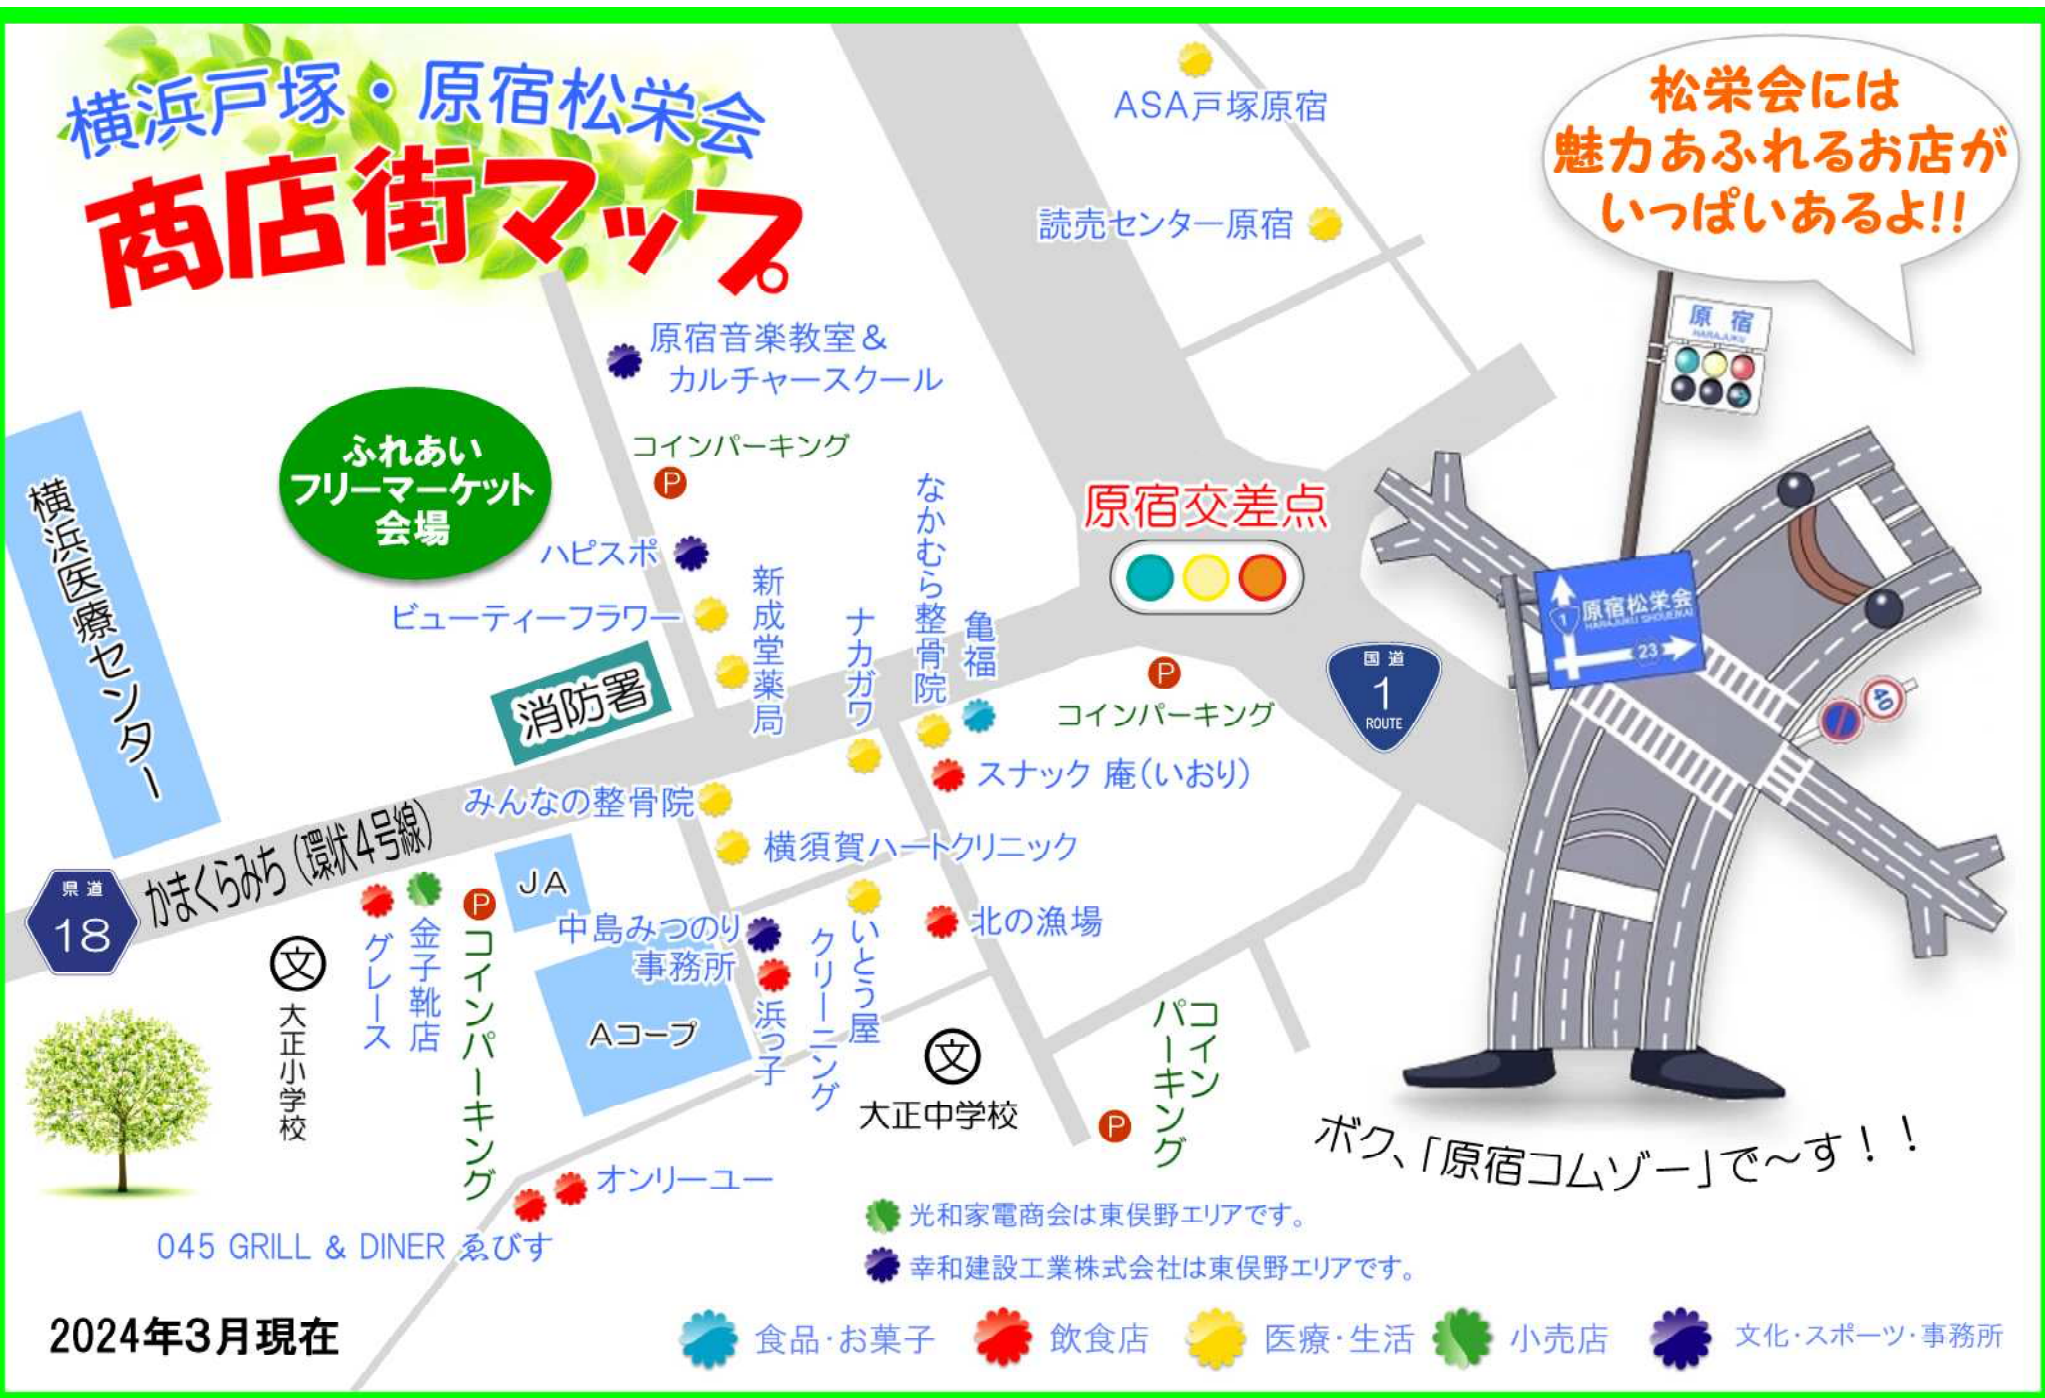 横浜戸塚・原宿松栄会
商店街マップ
ASA戸塚原宿
読売センター原宿
松栄会には
魅力あふれるお店が
いっぱいあるよ!!
原宿
HARAJUKU
原宿音楽教室&
カルチャースクール
ふれあい
フリーマーケット
会場
コインパーキング
P
横浜医療センター
ハピスポ
ビューティーフラワー
新成堂薬局
ナカガワ
なかむら整骨院
亀福
原宿交差点
消防署
P
コインパーキング
国道
1
ROUTE
1
原宿松栄会
HARAJUKU SHOUEIKAI
23
40
スナック 庵(いおり)
みんなの整骨院
横須賀ハートクリニック
かまくらみち(環状4号線)
県道
18
JA
P
コインパーキング
金子靴店
グレース
文
大正小学校
中島みつのり
事務所
Aコープ
浜っ子
いとう屋
クリーニング
北の漁場
文
大正中学校
コイン
パーキング
P
オンリーユー
045 GRILL & DINER ゑびす
ボク、「原宿コムゾー」で~す!!
光和家電商会は東俣野エリアです。
幸和建設工業株式会社は東俣野エリアです。
2024年3月現在
食品・お菓子
飲食店
医療・生活
小売店
文化・スポーツ・事務所